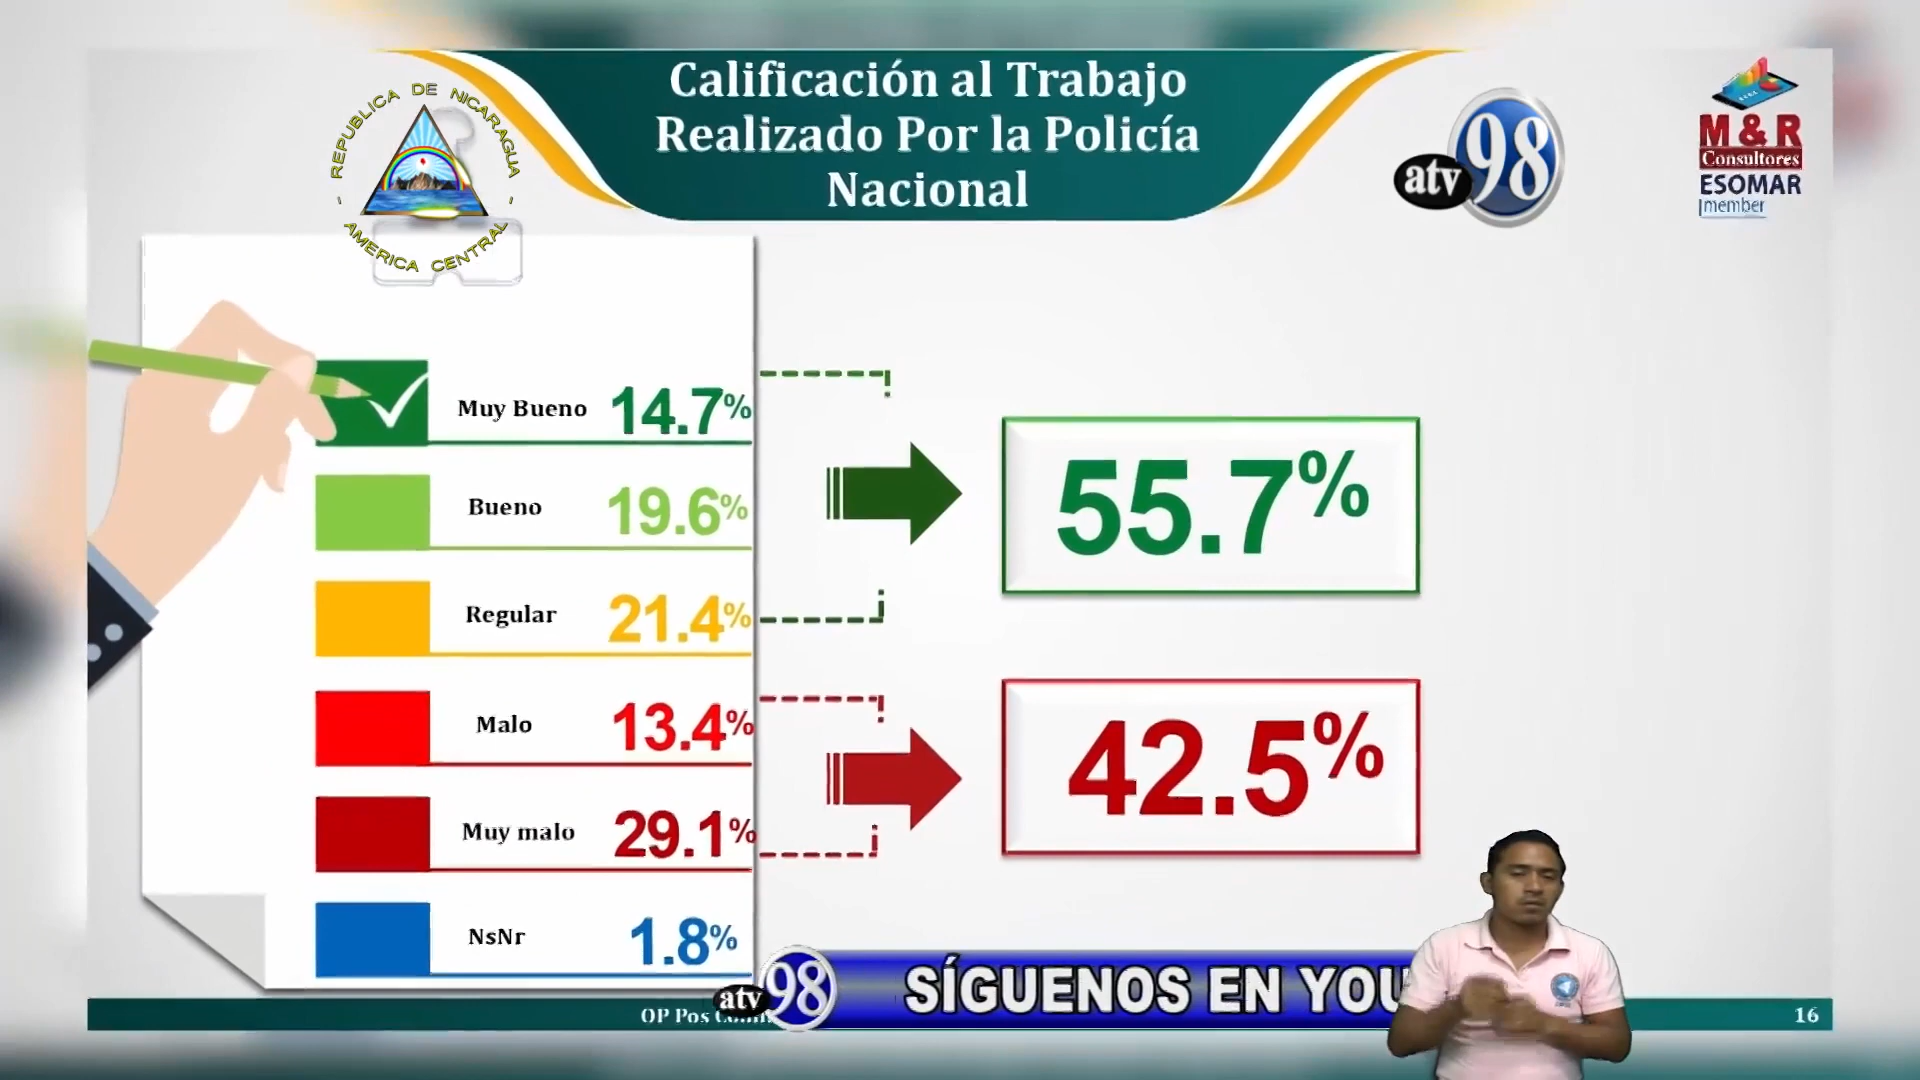 Calificación al Trabajo
Realizado Por la Policía
Nacional
REPUBLICA DE NICARAGUA
- AMERICA CENTRAL -
atv 98
M&R
Consultores
ESOMAR
member
Muy Bueno 14.7%
Bueno 19.6%
Regular 21.4%
Malo 13.4%
Muy malo 29.1%
NsNr 1.8%
55.7%
42.5%
atv 98
SÍGUENOS EN YOU
OP Pos
16